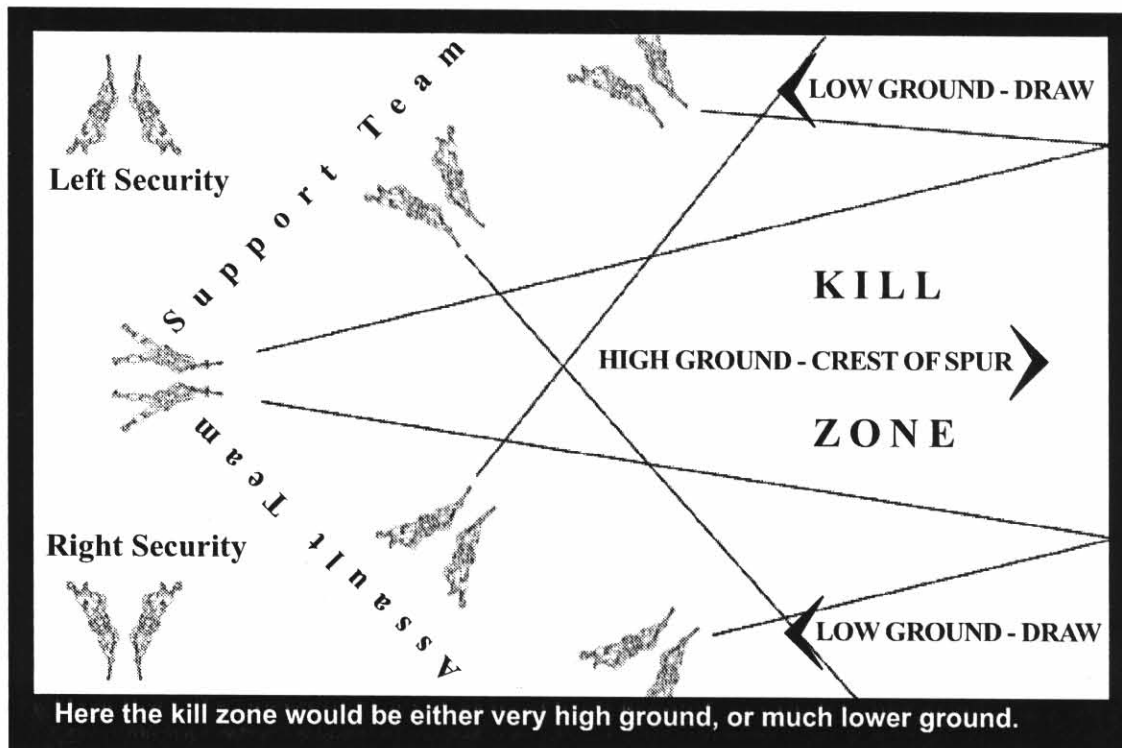 Left Security
Support Team
LOW GROUND - DRAW
KILL
HIGH GROUND - CREST OF SPUR
ZONE
Assault Team
Right Security
LOW GROUND - DRAW
Here the kill zone would be either very high ground, or much lower ground.